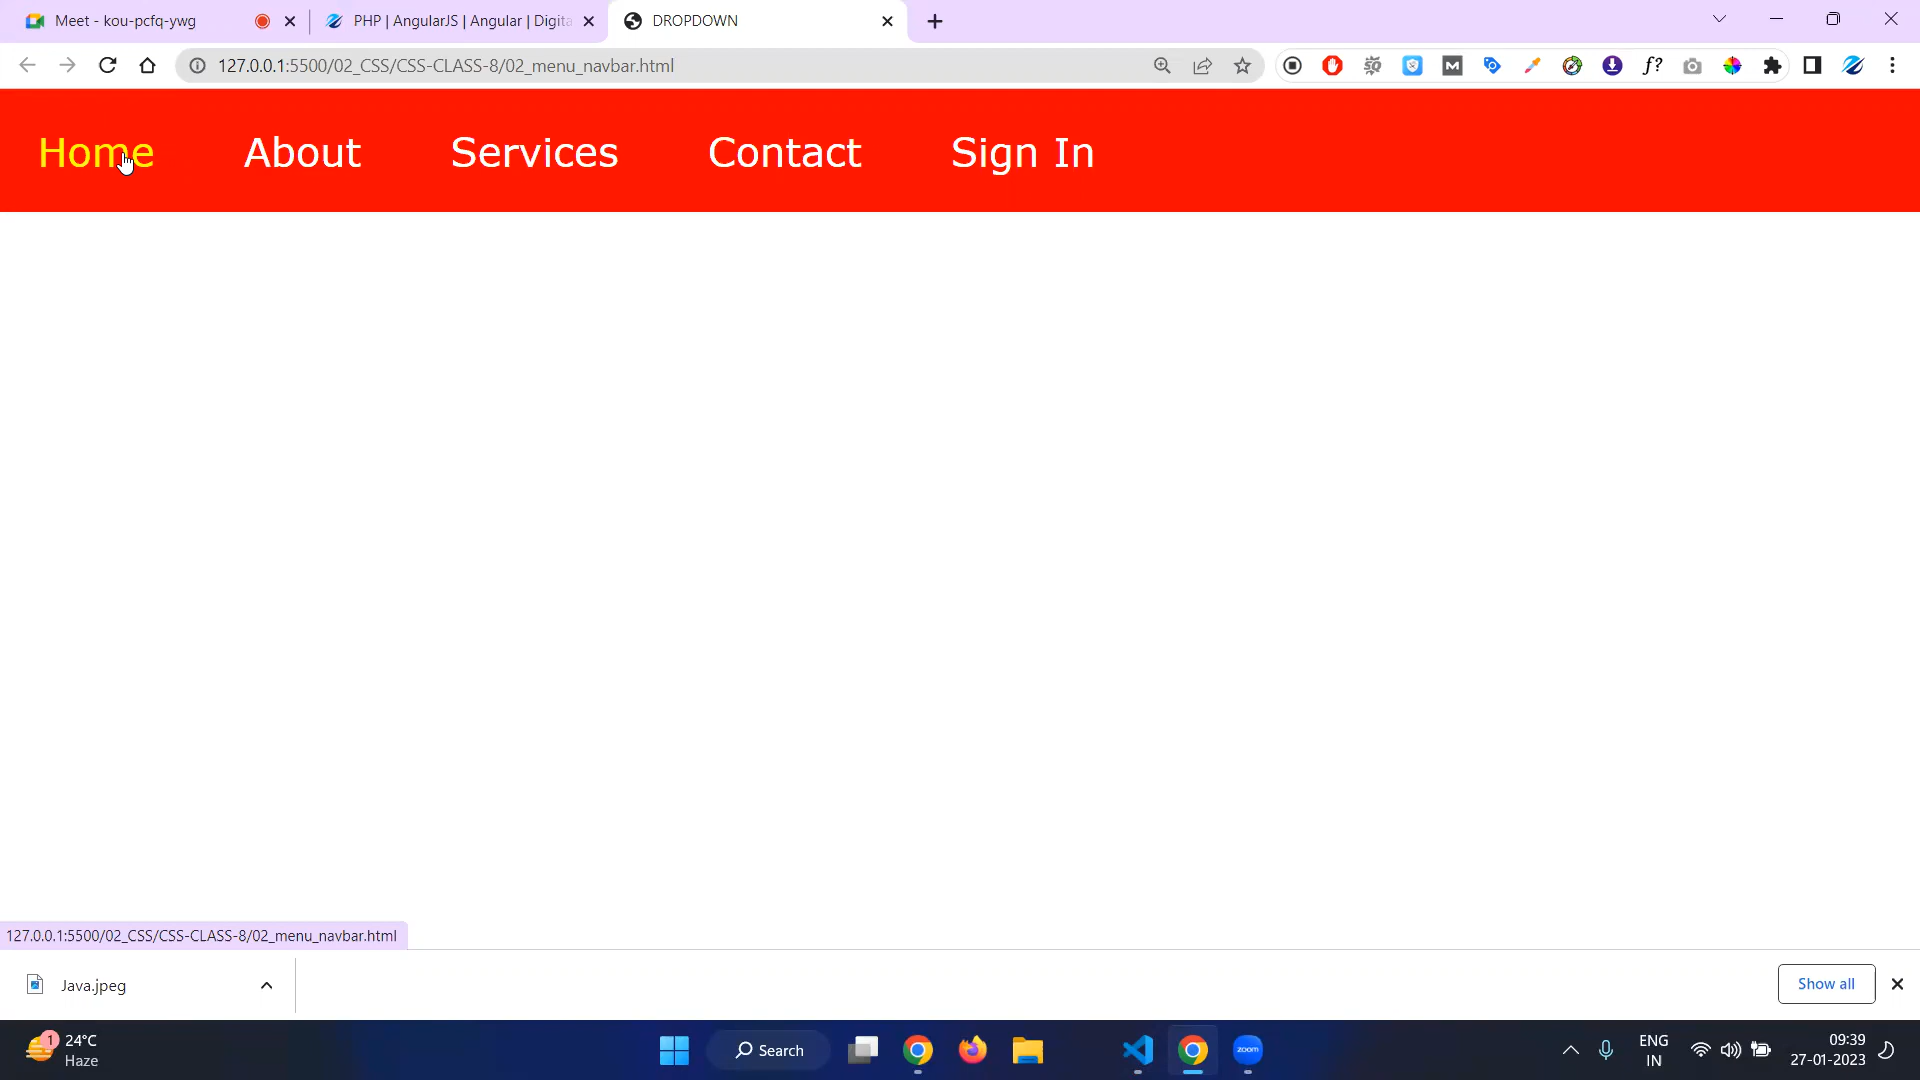 Meet - kou-pcfq-ywg
PHP | AngularJS | Angular | Digita
DROPDOWN
127.0.0.1:5500/02_CSS/CSS-CLASS-8/02_menu_navbar.html
Home About Services Contact Sign In
127.0.0.1:5500/02_CSS/CSS-CLASS-8/02_menu_navbar.html
Java.jpeg
Show all
1
24°C
Haze
Search
zoom
ENG
IN
09:39
27-01-2023